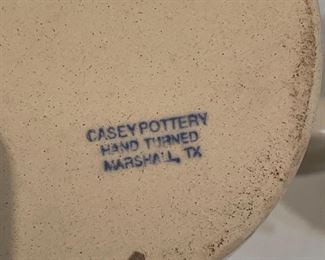 CASEY POTTERY
HAND TURNED
MARSHALL, TX